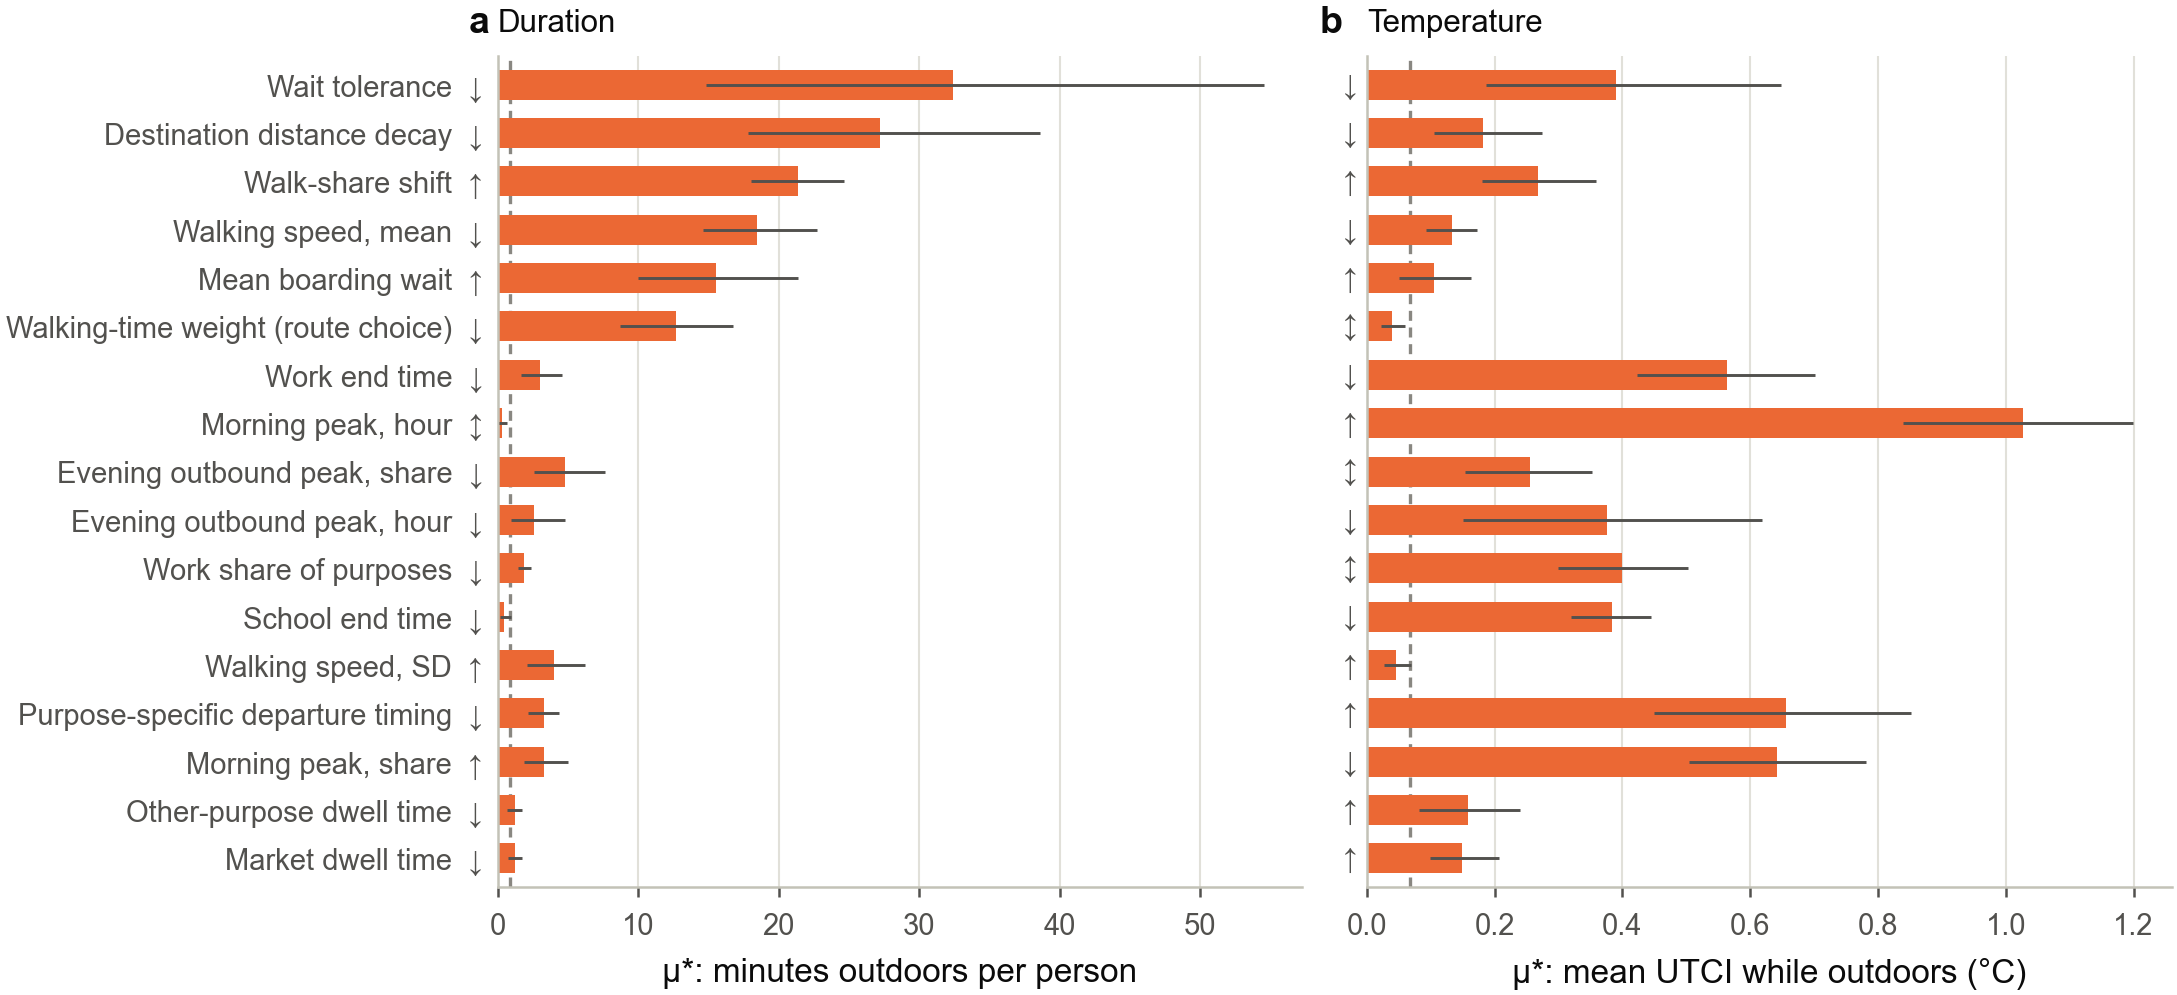 a Duration
b Temperature
Wait tolerance ↓ ↓
Destination distance decay ↓ ↓
Walk-share shift ↑ ↑
Walking speed, mean ↓ ↓
Mean boarding wait ↑ ↑
Walking-time weight (route choice) ↓ ↕
Work end time ↓ ↓
Morning peak, hour ↕ ↑
Evening outbound peak, share ↓ ↕
Evening outbound peak, hour ↓ ↓
Work share of purposes ↓ ↕
School end time ↓ ↓
Walking speed, SD ↑ ↑
Purpose-specific departure timing ↓ ↑
Morning peak, share ↑ ↓
Other-purpose dwell time ↓ ↑
Market dwell time ↓ ↑
0 10 20 30 40 50
0.0 0.2 0.4 0.6 0.8 1.0 1.2
μ*: minutes outdoors per person
μ*: mean UTCI while outdoors (°C)